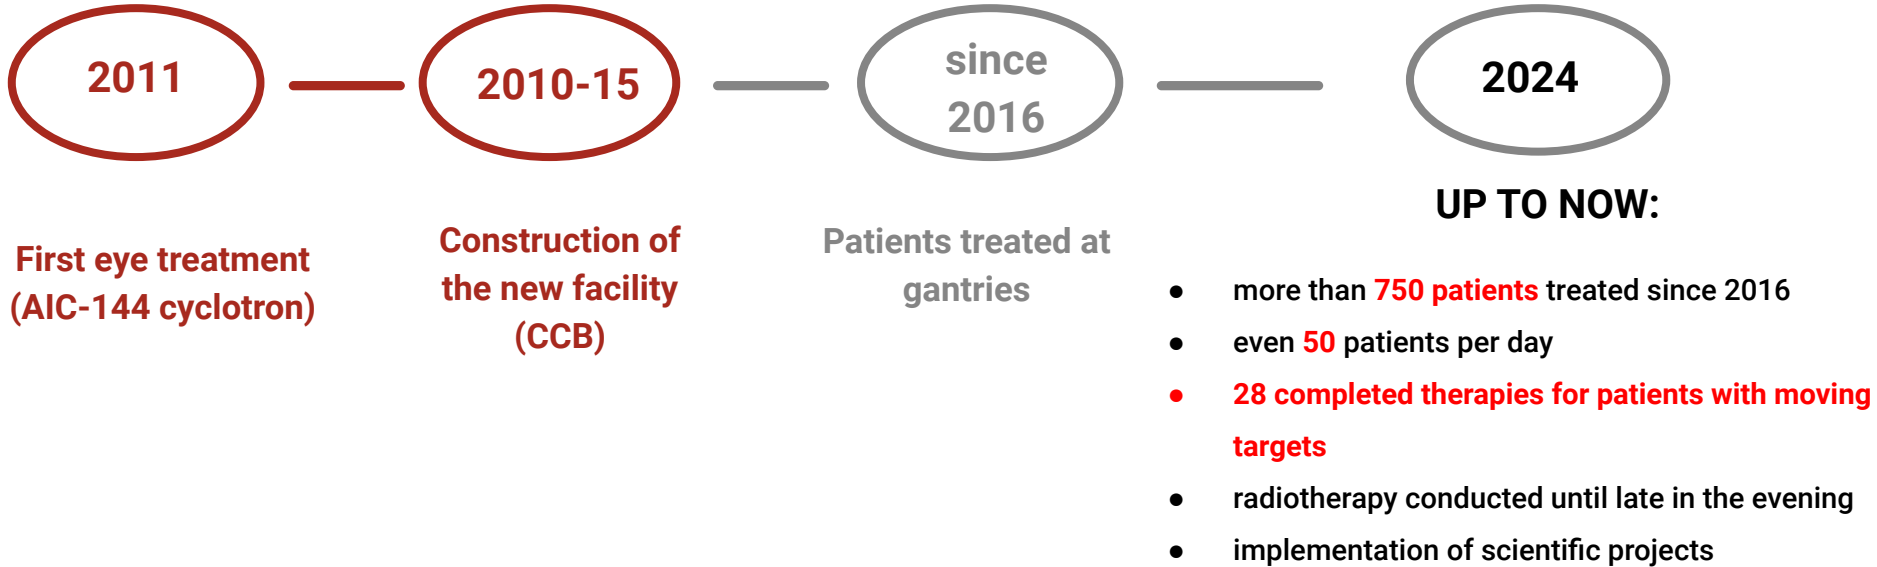 2011
First eye treatment
(AIC-144 cyclotron)
2010-15
Construction of
the new facility
(CCB)
since
2016
Patients treated at
gantries
2024
UP TO NOW:
● more than 750 patients treated since 2016
● even 50 patients per day
● 28 completed therapies for patients with moving
targets
● radiotherapy conducted until late in the evening
● implementation of scientific projects